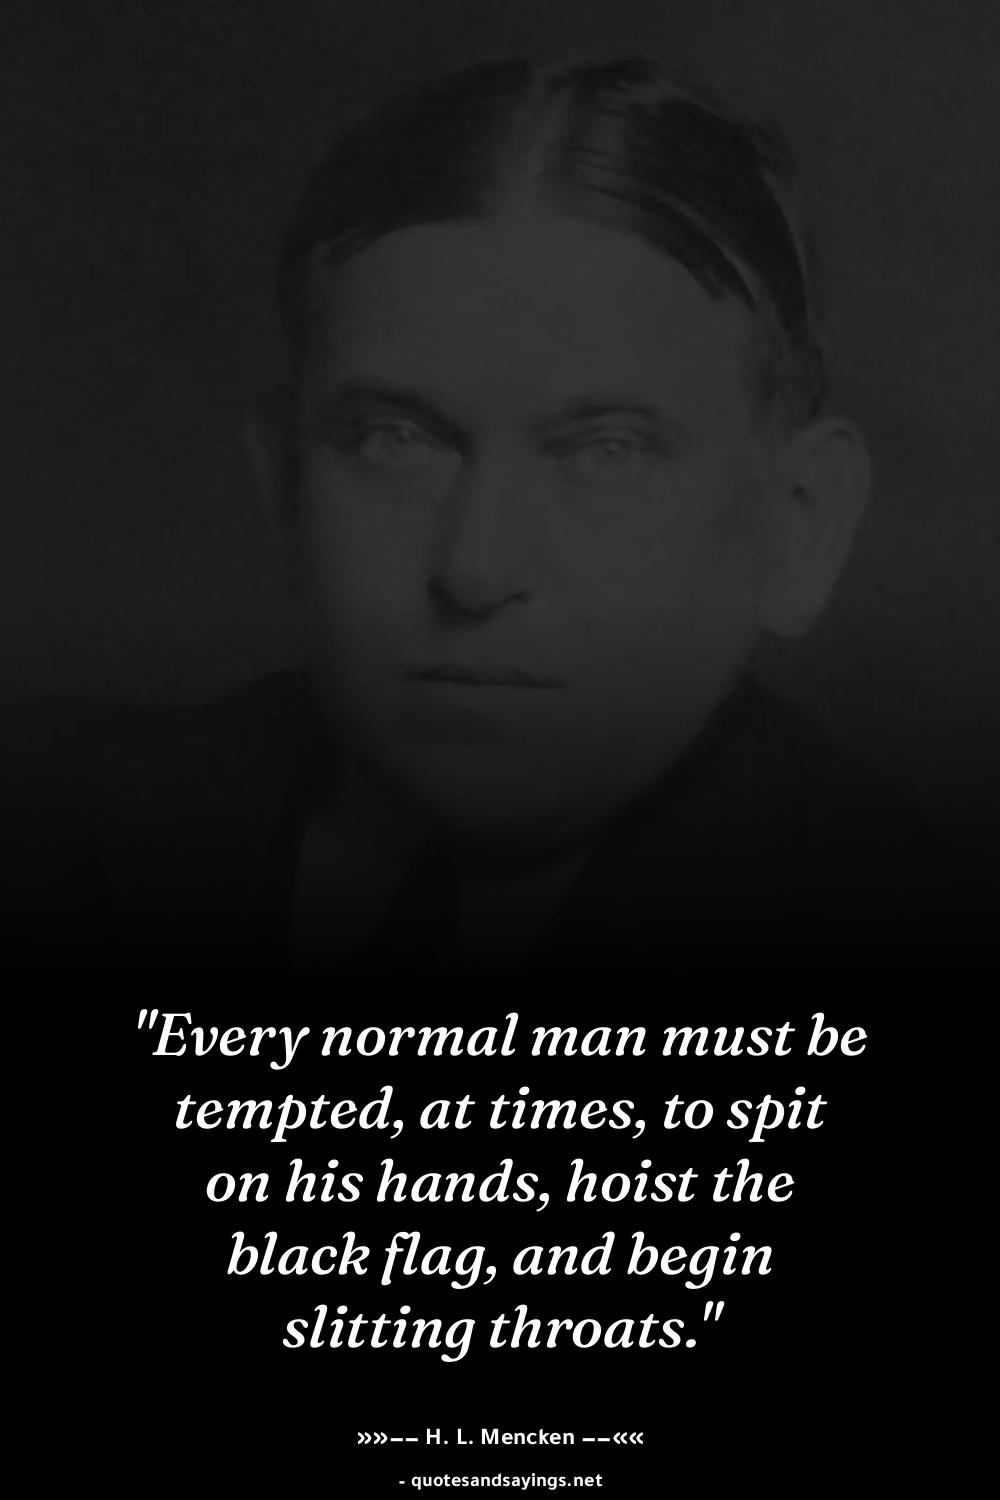 "Every normal man must be
tempted, at times, to spit
on his hands, hoist the
black flag, and begin
slitting throats."
»»−− H. L. Mencken −−««
- quotesandsayings.net